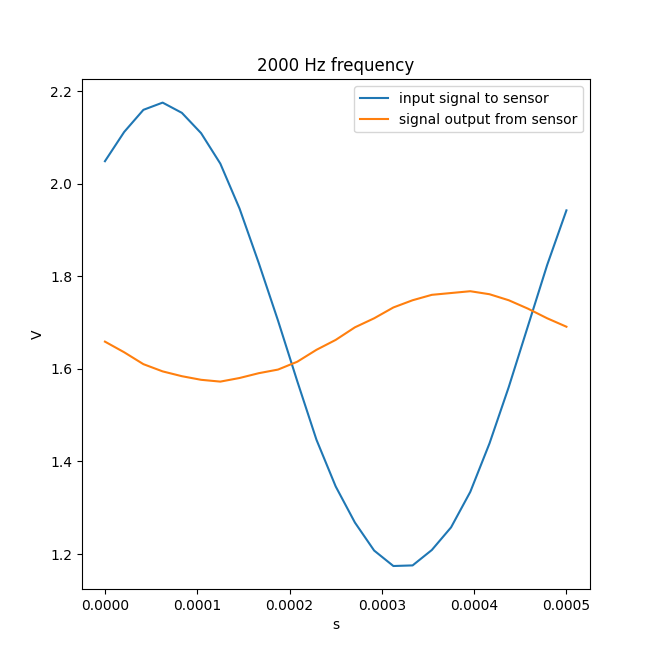 2000 Hz frequency
input signal to sensor
signal output from sensor
2.2
2.0
1.8
1.6
1.4
1.2
V
0.0000 0.0001 0.0002 0.0003 0.0004 0.0005
s